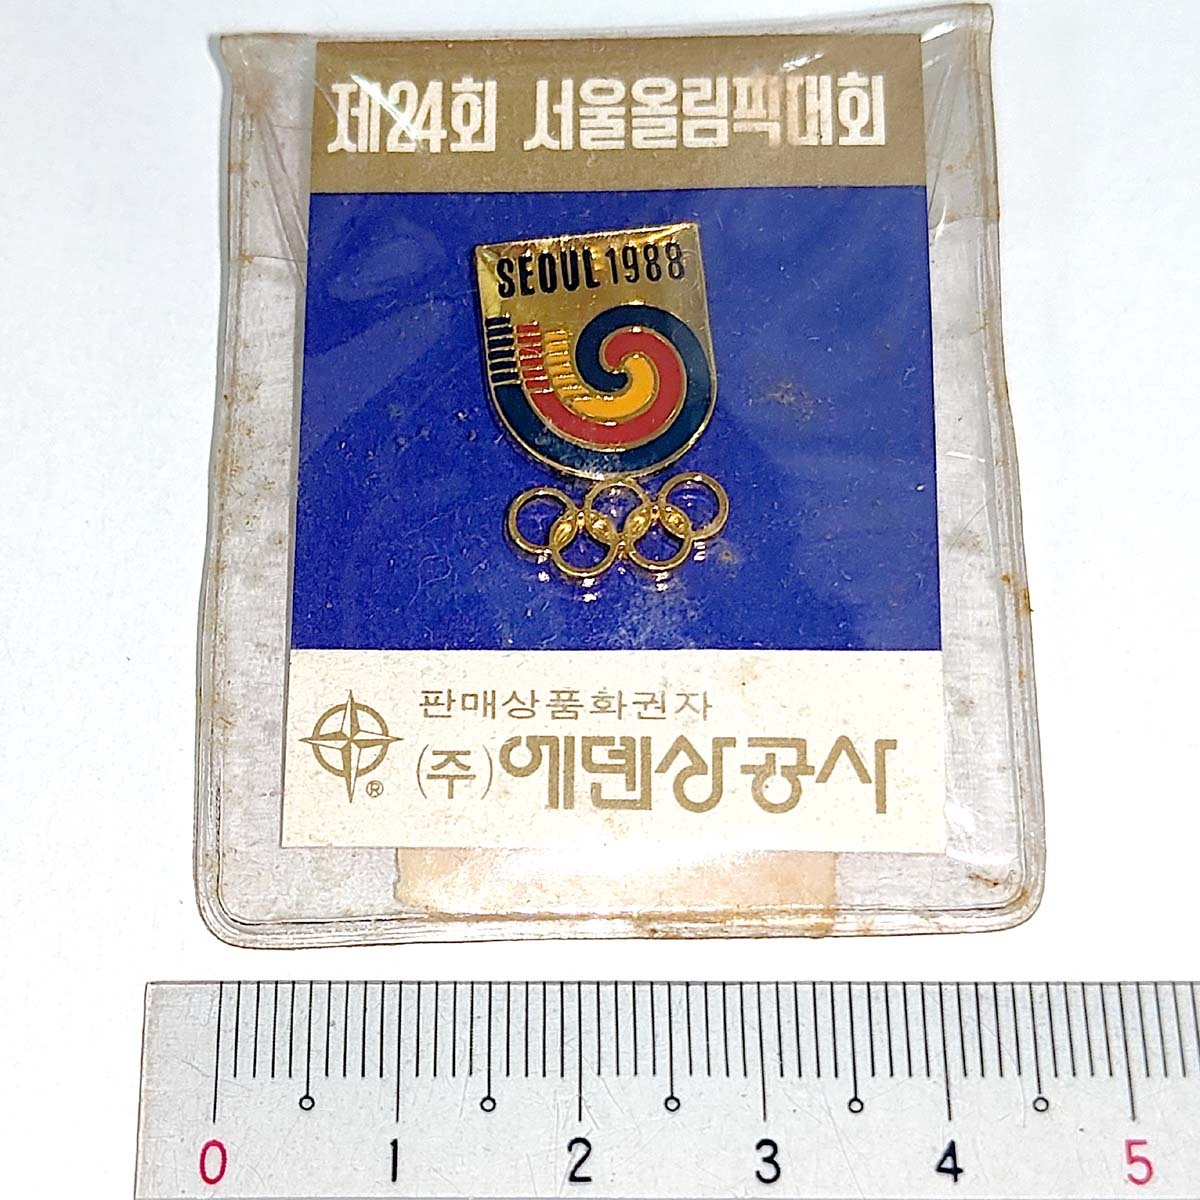 제24회 서울올림픽대회
SEOUL 1988
판매상품화권자
®
(주)에덴상공사
0 1 2 3 4 5